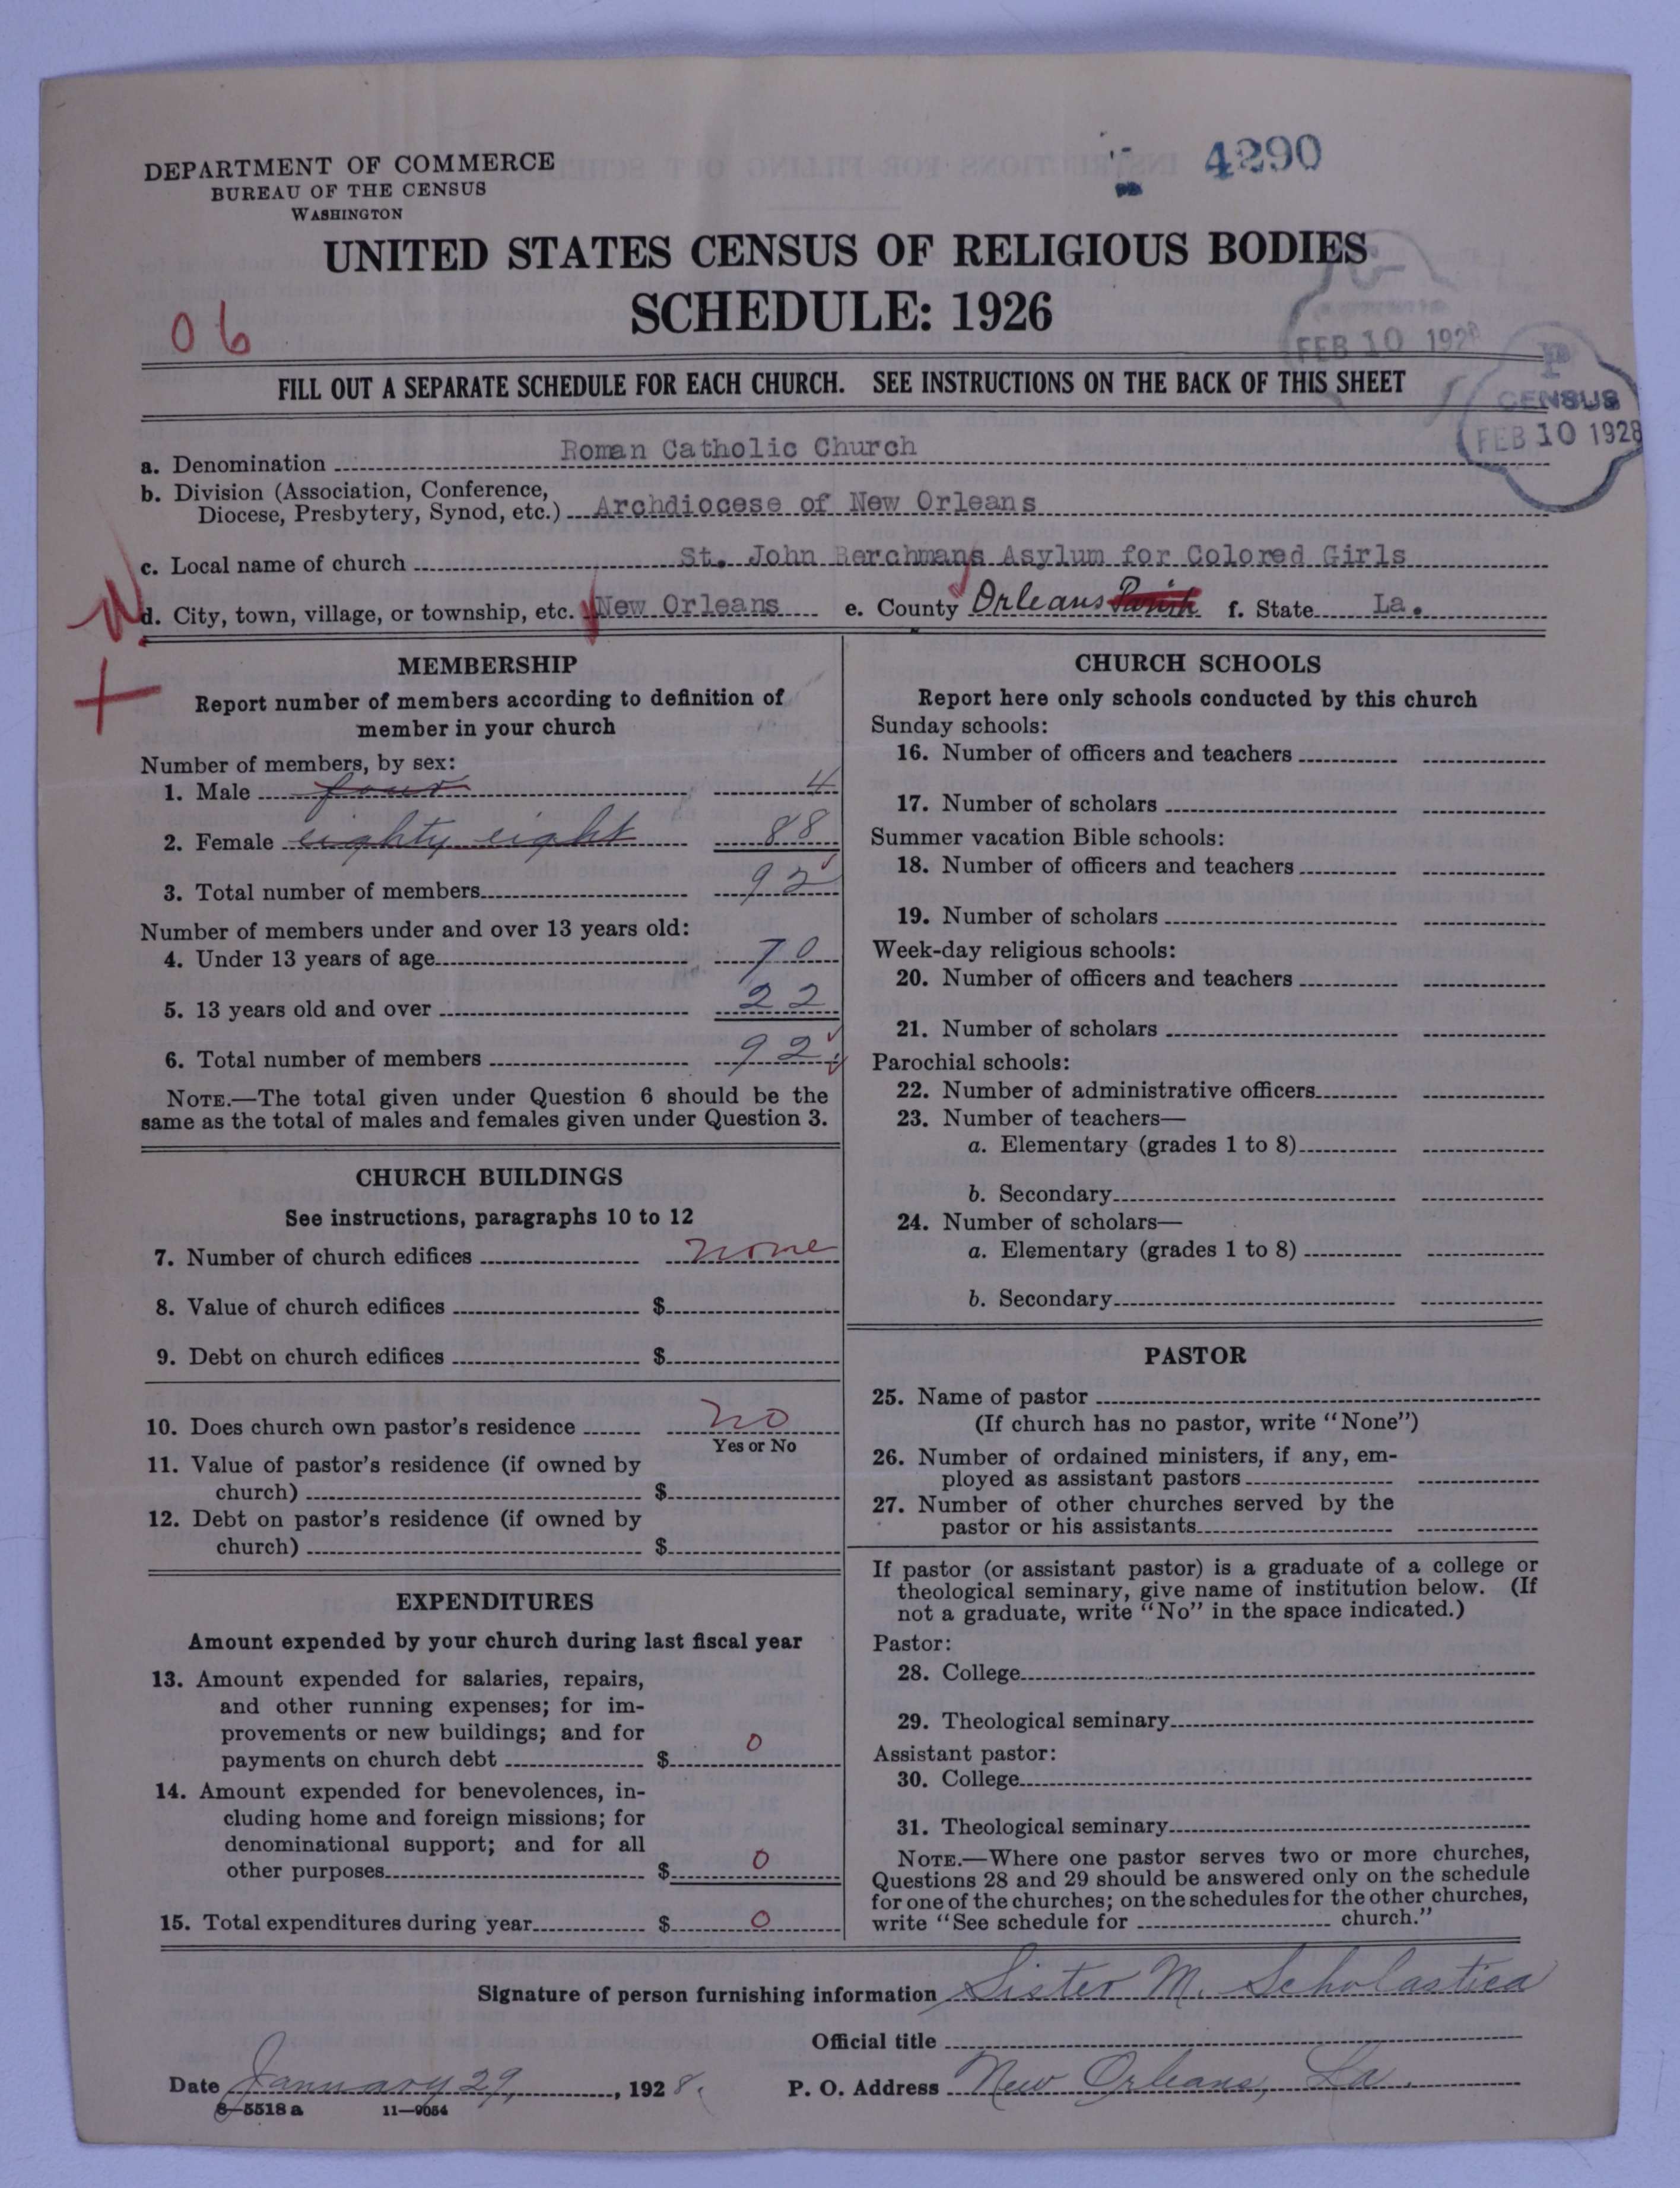 4290
DEPARTMENT OF COMMERCE
BUREAU OF THE CENSUS
WASHINGTON
UNITED STATES CENSUS OF RELIGIOUS BODIES
SCHEDULE: 1926
06
FEB 10 1928
P
CENSUS
FEB 10 1928
FILL OUT A SEPARATE SCHEDULE FOR EACH CHURCH. SEE INSTRUCTIONS ON THE BACK OF THIS SHEET
a. Denomination Roman Catholic Church
b. Division (Association, Conference,
Diocese, Presbytery, Synod, etc.) Archdiocese of New Orleans
c. Local name of church St. John Berchmans Asylum for Colored Girls
N
d. City, town, village, or township, etc. New Orleans e. County Orleans Parish f. State La.
MEMBERSHIP
Report number of members according to definition of
member in your church
Number of members, by sex:
1. Male four 4
2. Female eighty eight 88
3. Total number of members 92
Number of members under and over 13 years old:
4. Under 13 years of age 70
5. 13 years old and over 22
6. Total number of members 92
NOTE.—The total given under Question 6 should be the
same as the total of males and females given under Question 3.
CHURCH BUILDINGS
See instructions, paragraphs 10 to 12
7. Number of church edifices none
8. Value of church edifices $
9. Debt on church edifices $
10. Does church own pastor's residence no
Yes or No
11. Value of pastor's residence (if owned by
church) $
12. Debt on pastor's residence (if owned by
church) $
EXPENDITURES
Amount expended by your church during last fiscal year
13. Amount expended for salaries, repairs,
and other running expenses; for im-
provements or new buildings; and for
payments on church debt $ 0
14. Amount expended for benevolences, in-
cluding home and foreign missions; for
denominational support; and for all
other purposes $ 0
15. Total expenditures during year $ 0
CHURCH SCHOOLS
Report here only schools conducted by this church
Sunday schools:
16. Number of officers and teachers
17. Number of scholars
Summer vacation Bible schools:
18. Number of officers and teachers
19. Number of scholars
Week-day religious schools:
20. Number of officers and teachers
21. Number of scholars
Parochial schools:
22. Number of administrative officers
23. Number of teachers—
a. Elementary (grades 1 to 8)
b. Secondary
24. Number of scholars—
a. Elementary (grades 1 to 8)
b. Secondary
PASTOR
25. Name of pastor
(If church has no pastor, write "None")
26. Number of ordained ministers, if any, em-
ployed as assistant pastors
27. Number of other churches served by the
pastor or his assistants
If pastor (or assistant pastor) is a graduate of a college or
theological seminary, give name of institution below. (If
not a graduate, write "No" in the space indicated.)
Pastor:
28. College
29. Theological seminary
Assistant pastor:
30. College
31. Theological seminary
NOTE.—Where one pastor serves two or more churches,
Questions 28 and 29 should be answered only on the schedule
for one of the churches; on the schedules for the other churches,
write "See schedule for church."
Signature of person furnishing information Sister M. Scholastica
Official title
Date January 29, 1928. P. O. Address New Orleans, La.
8—5518 a 11—9054